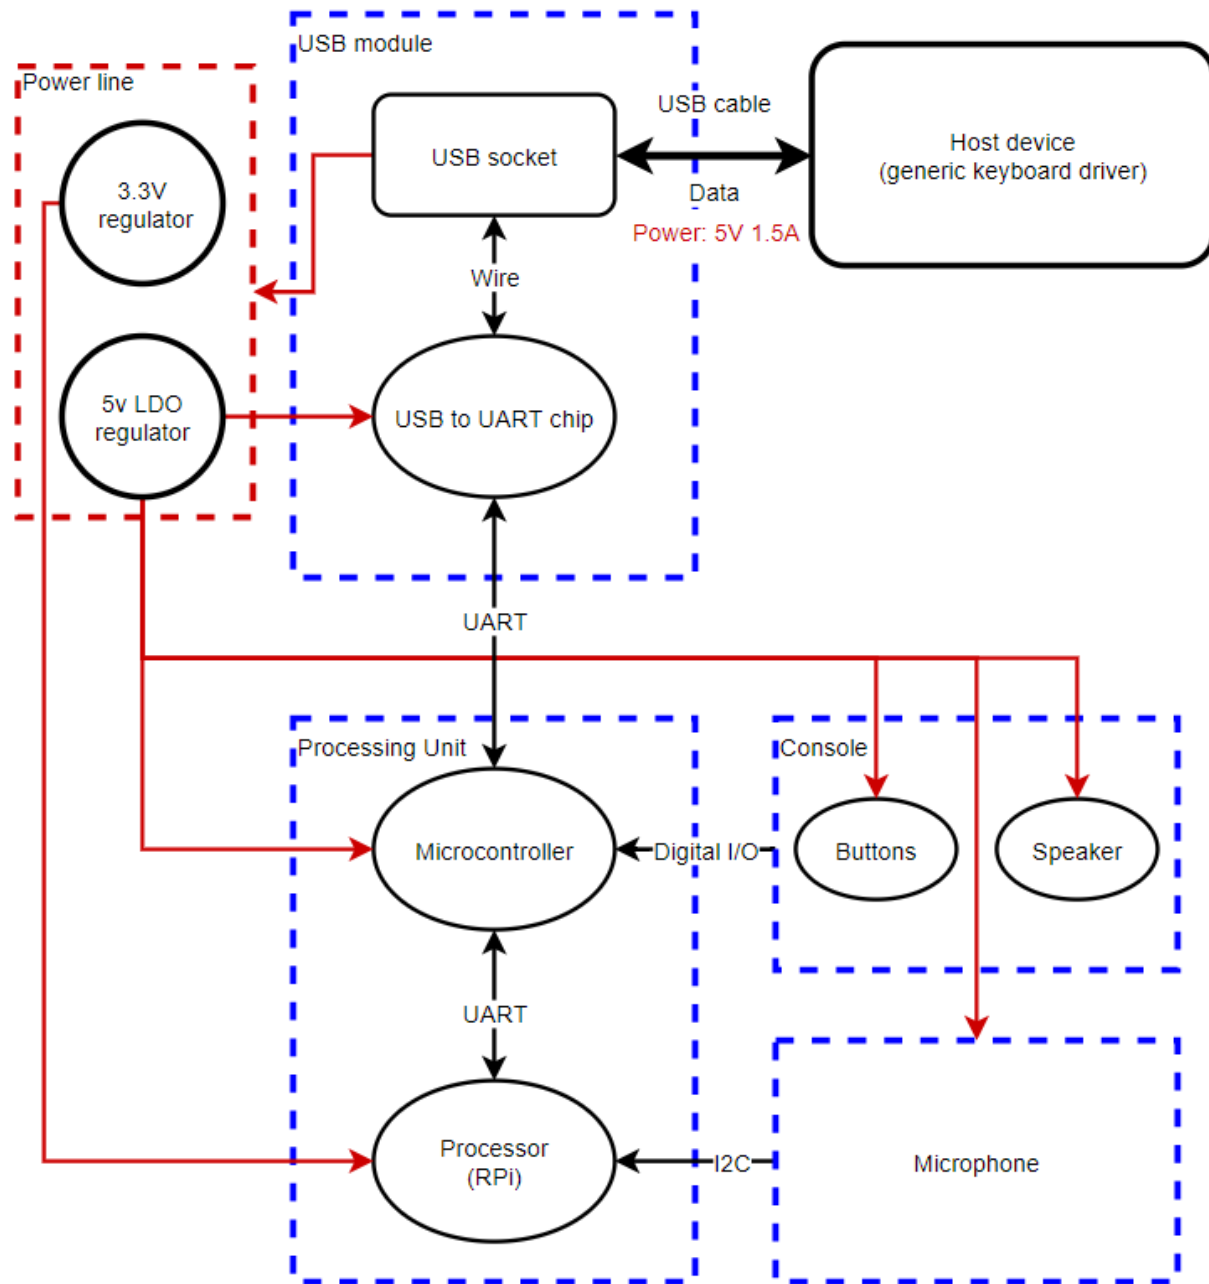 USB module
Power line
USB cable
USB socket
Host device
(generic keyboard driver)
Data
Power: 5V 1.5A
3.3V
regulator
Wire
5v LDO
regulator
USB to UART chip
UART
Processing Unit
Console
Microcontroller
Digital I/O
Buttons
Speaker
UART
Processor
(RPi)
I2C
Microphone